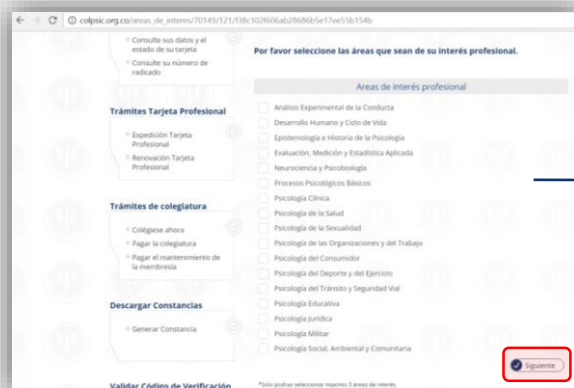 colpsic.org.co/areas_de_interes/70149/121/f38c102f606ab28686b5e17ee55b154b
Consulte sus datos y el
estado de su tarjeta
Consulte su número de
radicado
Trámites Tarjeta Profesional
Expedición Tarjeta
Profesional
Renovación Tarjeta
Profesional
Trámites de colegiatura
Colégiese ahora
Pagar la colegiatura
Pagar el mantenimiento de
la membresía
Descargar Constancias
Generar Constancia
Validar Código de Verificación
Por favor seleccione las áreas que sean de su interés profesional.
Areas de interés profesional
Análisis Experimental de la Conducta
Desarrollo Humano y Ciclo de Vida
Epistemología e Historia de la Psicología
Evaluación, Medición y Estadística Aplicada
Neurociencia y Psicobiología
Procesos Psicológicos Básicos
Psicología Clínica
Psicología de la Salud
Psicología de la Sexualidad
Psicología de las Organizaciones y del Trabajo
Psicología del Consumidor
Psicología del Deporte y del Ejercicio
Psicología del Tránsito y Seguridad Vial
Psicología Educativa
Psicología Jurídica
Psicología Militar
Psicología Social, Ambiental y Comunitaria
Siguiente
*Solo podras seleccionar maximo 3 áreas de interés.